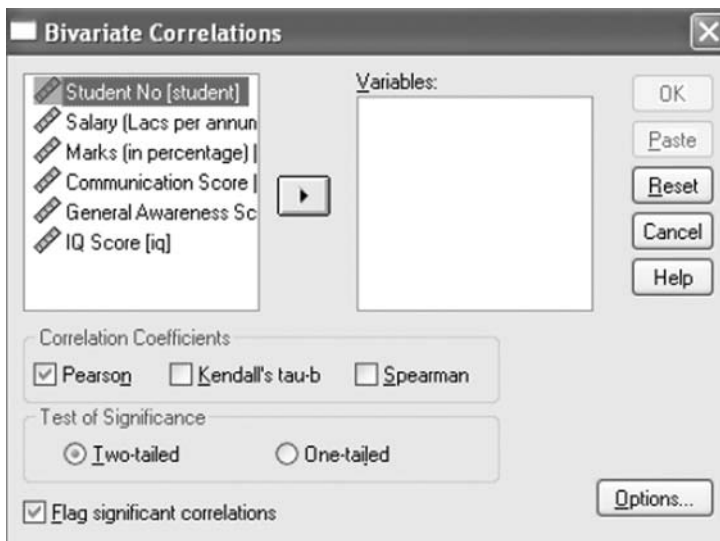 Bivariate Correlations
Student No [student]
Salary (Lacs per annun
Marks (in percentage) [
Communication Score [
General Awareness Sc
IQ Score [iq]
Variables:
OK
Paste
Reset
Cancel
Help
Correlation Coefficients
Pearson Kendall's tau-b Spearman
Test of Significance
Two-tailed One-tailed
Flag significant correlations
Options...